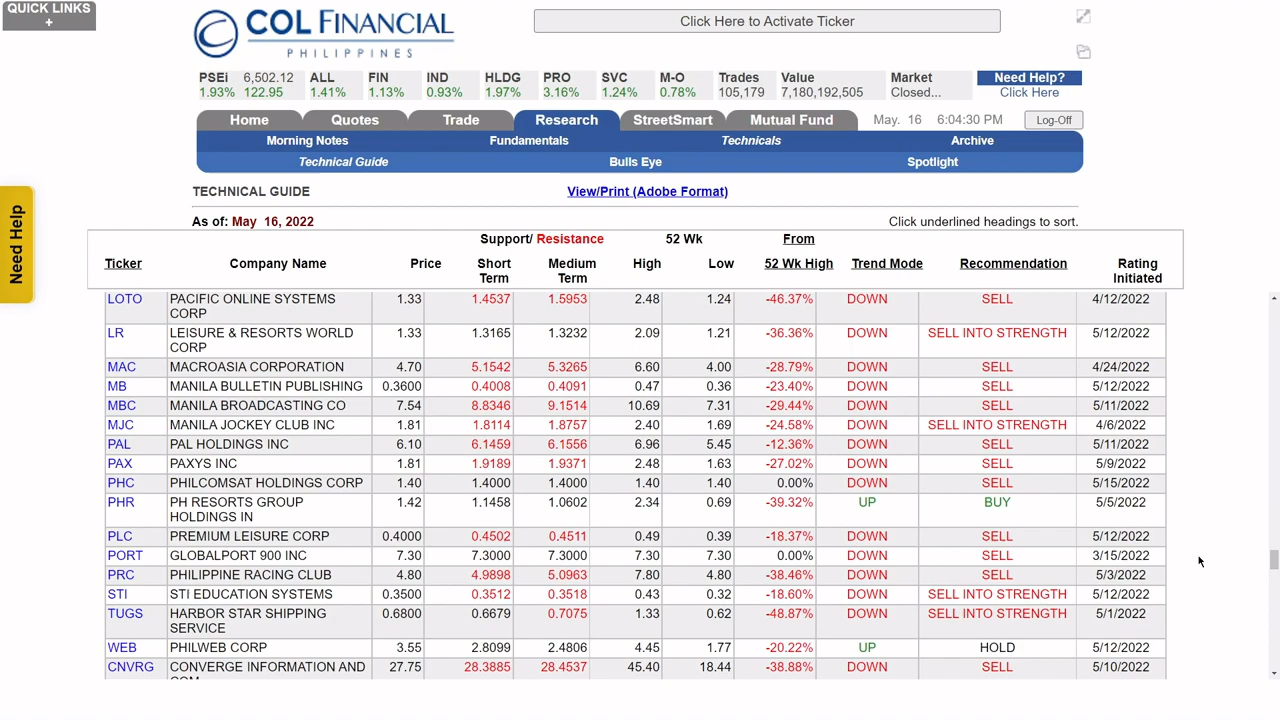 QUICK LINKS
+
COL FINANCIAL
PHILIPPINES
Click Here to Activate Ticker
PSEi 6,502.12 ALL FIN IND HLDG PRO SVC M-O Trades Value Market Need Help?
1.93% 122.95 1.41% 1.13% 0.93% 1.97% 3.16% 1.24% 0.78% 105,179 7,180,192,505 Closed... Click Here
Home Quotes Trade Research StreetSmart Mutual Fund May. 16 6:04:30 PM Log-Off
Morning Notes Fundamentals Technicals Archive
Technical Guide Bulls Eye Spotlight
Need Help
TECHNICAL GUIDE View/Print (Adobe Format)
As of: May 16, 2022 Click underlined headings to sort.
Support/ Resistance 52 Wk From
Ticker Company Name Price Short Medium High Low 52 Wk High Trend Mode Recommendation Rating
Term Term Initiated
LOTO PACIFIC ONLINE SYSTEMS 1.33 1.4537 1.5953 2.48 1.24 -46.37% DOWN SELL 4/12/2022
CORP
LR LEISURE & RESORTS WORLD 1.33 1.3165 1.3232 2.09 1.21 -36.36% DOWN SELL INTO STRENGTH 5/12/2022
CORP
MAC MACROASIA CORPORATION 4.70 5.1542 5.3265 6.60 4.00 -28.79% DOWN SELL 4/24/2022
MB MANILA BULLETIN PUBLISHING 0.3600 0.4008 0.4091 0.47 0.36 -23.40% DOWN SELL 5/12/2022
MBC MANILA BROADCASTING CO 7.54 8.8346 9.1514 10.69 7.31 -29.44% DOWN SELL 5/11/2022
MJC MANILA JOCKEY CLUB INC 1.81 1.8114 1.8757 2.40 1.69 -24.58% DOWN SELL INTO STRENGTH 4/6/2022
PAL PAL HOLDINGS INC 6.10 6.1459 6.1556 6.96 5.45 -12.36% DOWN SELL 5/11/2022
PAX PAXYS INC 1.81 1.9189 1.9371 2.48 1.63 -27.02% DOWN SELL 5/9/2022
PHC PHILCOMSAT HOLDINGS CORP 1.40 1.4000 1.4000 1.40 1.40 0.00% DOWN SELL 5/15/2022
PHR PH RESORTS GROUP 1.42 1.1458 1.0602 2.34 0.69 -39.32% UP BUY 5/5/2022
HOLDINGS IN
PLC PREMIUM LEISURE CORP 0.4000 0.4502 0.4511 0.49 0.39 -18.37% DOWN SELL 5/12/2022
PORT GLOBALPORT 900 INC 7.30 7.3000 7.3000 7.30 7.30 0.00% DOWN SELL 3/15/2022
PRC PHILIPPINE RACING CLUB 4.80 4.9898 5.0963 7.80 4.80 -38.46% DOWN SELL 5/3/2022
STI STI EDUCATION SYSTEMS 0.3500 0.3512 0.3518 0.43 0.32 -18.60% DOWN SELL INTO STRENGTH 5/12/2022
TUGS HARBOR STAR SHIPPING 0.6800 0.6679 0.7075 1.33 0.62 -48.87% DOWN SELL INTO STRENGTH 5/1/2022
SERVICE
WEB PHILWEB CORP 3.55 2.8099 2.4806 4.45 1.77 -20.22% UP HOLD 5/12/2022
CNVRG CONVERGE INFORMATION AND 27.75 28.3885 28.4537 45.40 18.44 -38.88% DOWN SELL 5/10/2022